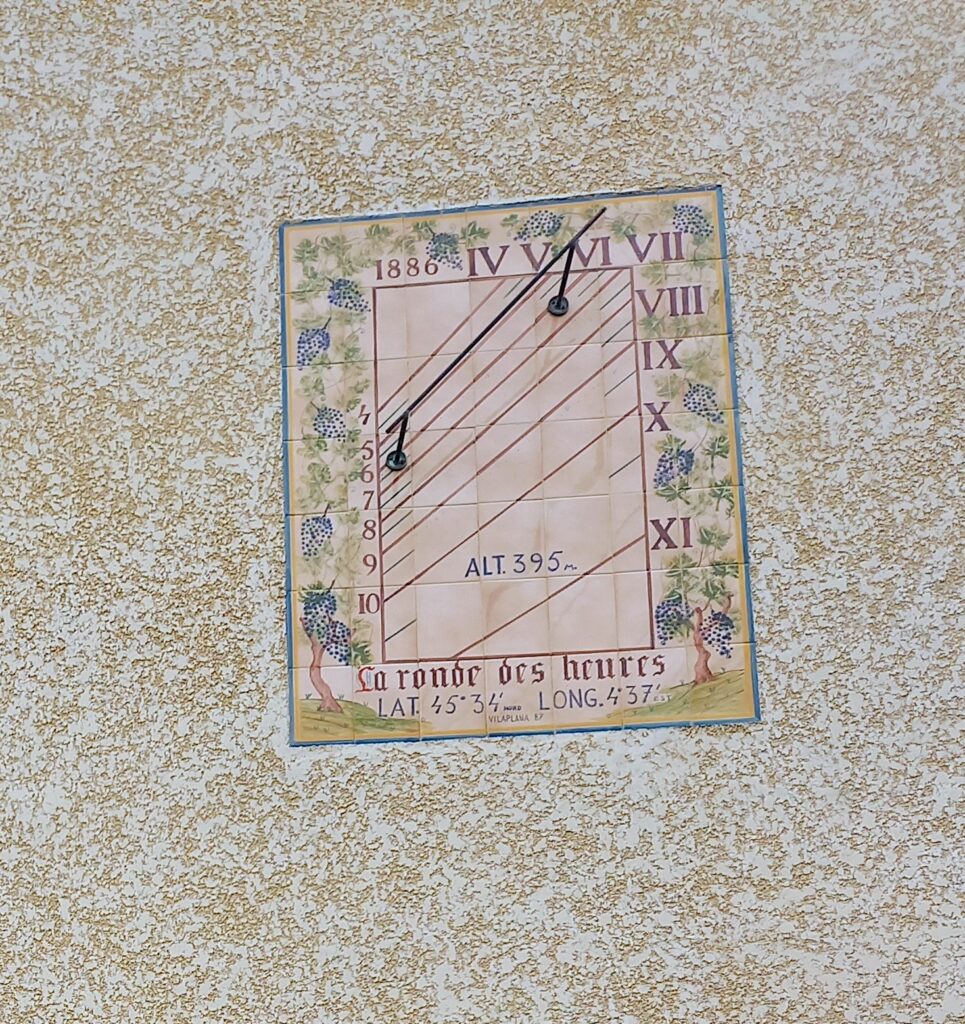 1886 IV V VI VII
VIII
IX
4 X
5
6
7
8 XI
9
ALT. 395 m
10
La ronde des heures
LAT. 45° 34' NORD LONG. 4° 37' EST
VILAPLANA 87